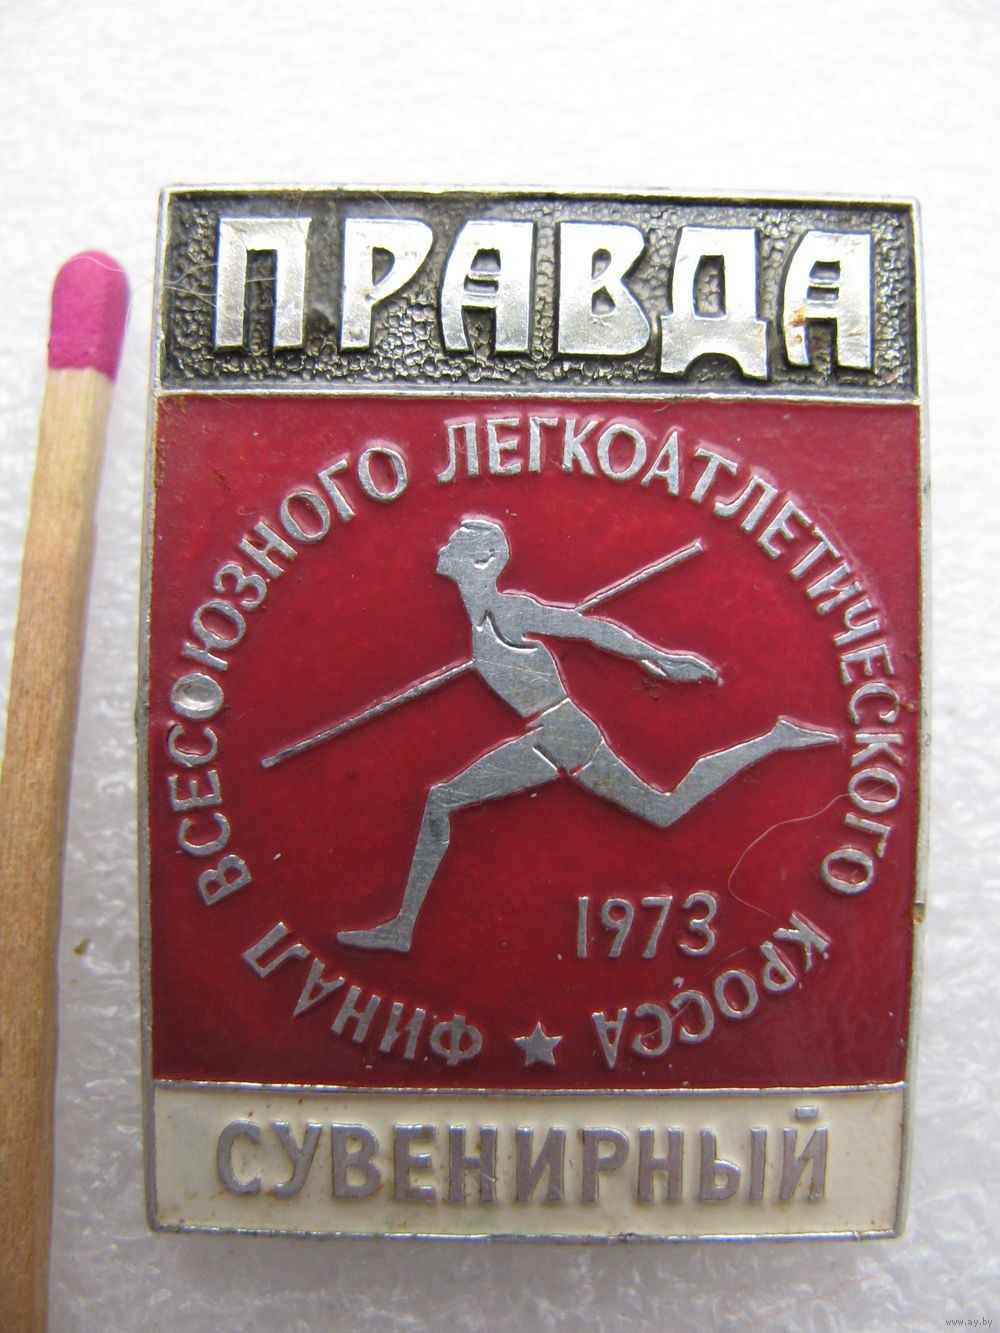 ПРАВДА
ФИНАЛ ВСЕСОЮЗНОГО ЛЕГКОАТЛЕТИЧЕСКОГО КРОССА
1973
СУВЕНИРНЫЙ
www.ay.by